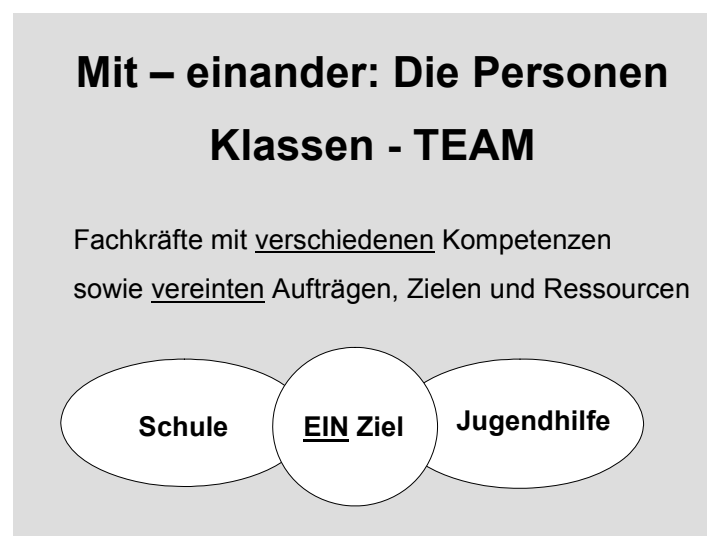 Mit – einander: Die Personen
Klassen - TEAM
Fachkräfte mit verschiedenen Kompetenzen
sowie vereinten Aufträgen, Zielen und Ressourcen
Schule
EIN Ziel
Jugendhilfe